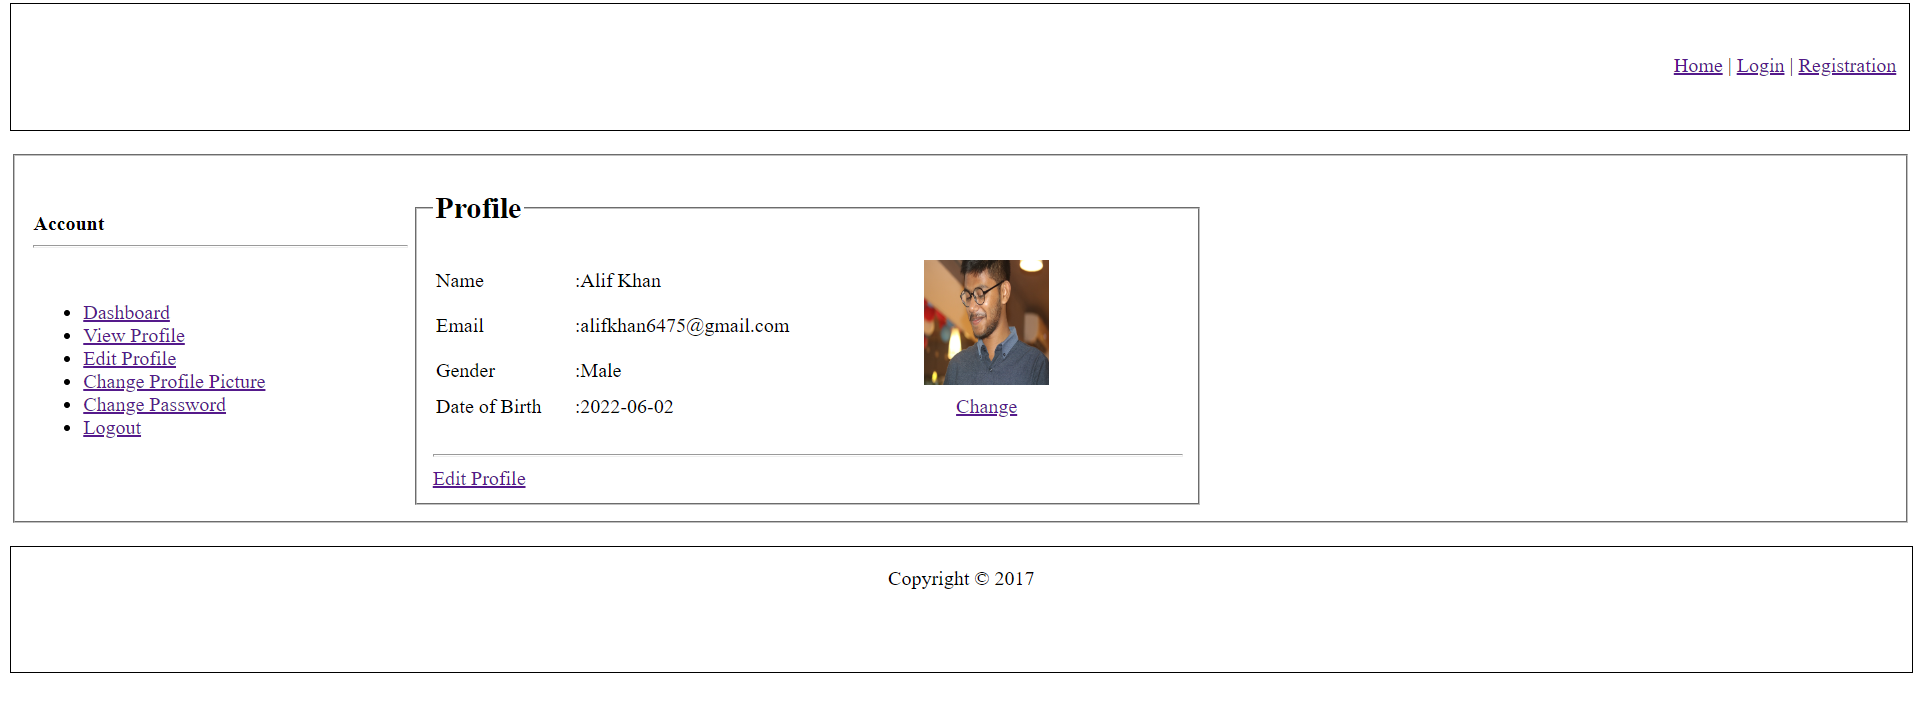 Home | Login | Registration
Account
Dashboard
View Profile
Edit Profile
Change Profile Picture
Change Password
Logout
Profile
Name :Alif Khan
Email :alifkhan6475@gmail.com
Gender :Male
Date of Birth :2022-06-02
Change
Edit Profile
Copyright © 2017